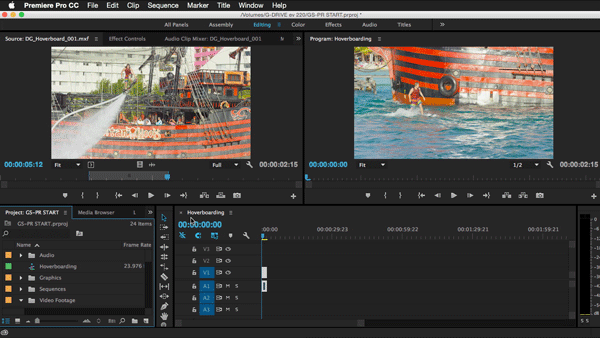 Premiere Pro CC File Edit Clip Sequence Marker Title Window Help
/Volumes/G-DRIVE av 220/GS-PR START.prproj *
All Panels Assembly Editing Color Effects Audio Titles »
Source: DG_Hoverboard_001.mxf Effect Controls Audio Clip Mixer: DG_Hoverboard_001 »
Program: Hoverboarding
00:00:05:12 Fit Full 00:00:02:15
00:00:00:00 Fit 1/2 00:00:02:15
Project: GS-PR START Media Browser L »
GS-PR START.prproj 24 Items
Name Frame Rate
Audio
Hoverboarding 23.976
Graphics
Sequences
Video Footage
× Hoverboarding
00:00:00:00
:00:00 00:00:29:23 00:00:59:22 00:01:29:21 00:01:59:21
V3
V2
V1
A1 M S
A2 M S
A3 M S
0
S S